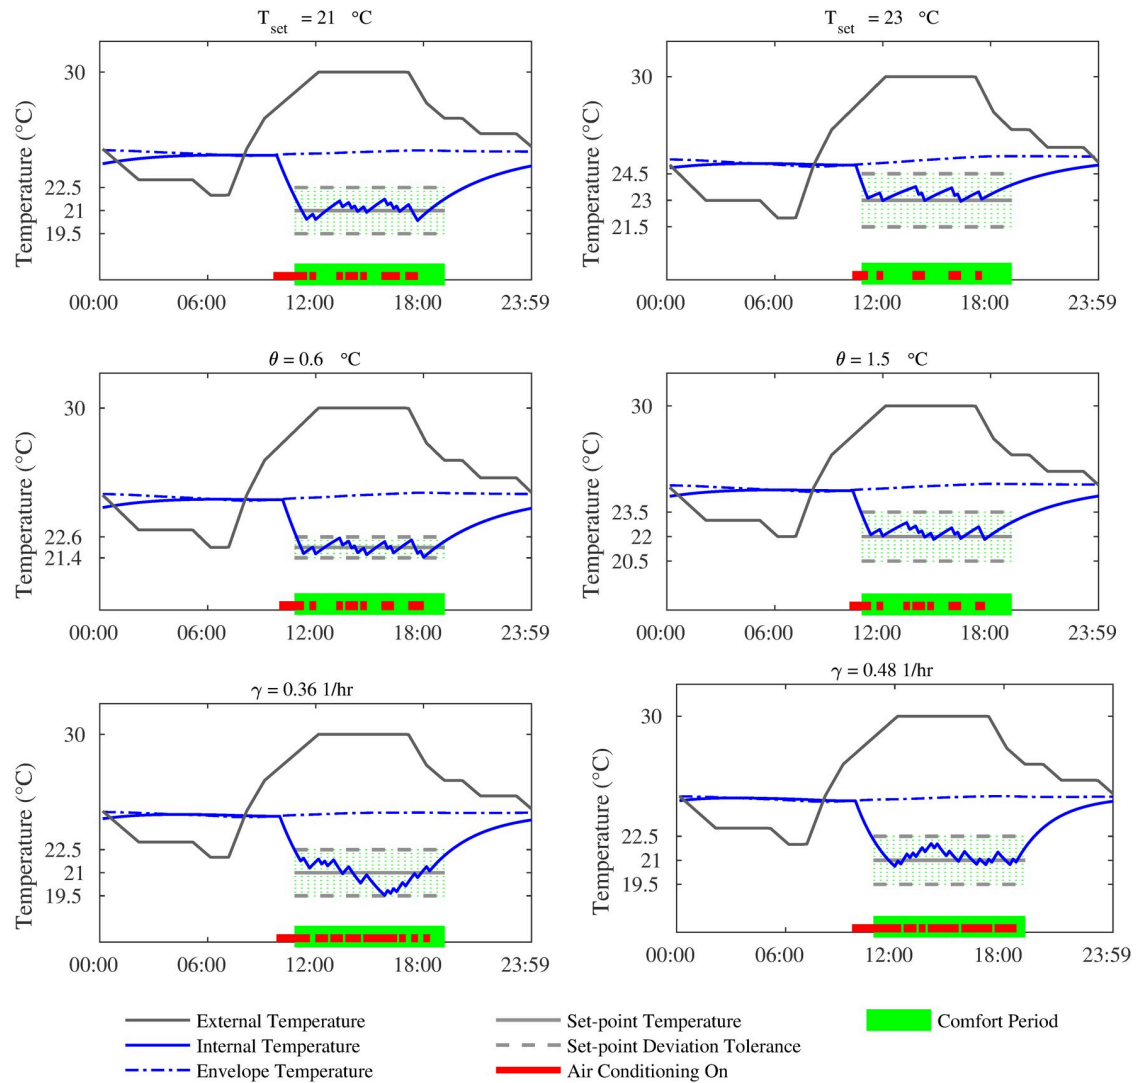 T_set = 21 °C
Temperature (°C)
30
22.5
21
19.5
00:00 06:00 12:00 18:00 23:59
T_set = 23 °C
Temperature (°C)
30
24.5
23
21.5
00:00 06:00 12:00 18:00 23:59
θ = 0.6 °C
Temperature (°C)
30
22.6
21.4
00:00 06:00 12:00 18:00 23:59
θ = 1.5 °C
Temperature (°C)
30
23.5
22
20.5
00:00 06:00 12:00 18:00 23:59
γ = 0.36 1/hr
Temperature (°C)
30
22.5
21
19.5
00:00 06:00 12:00 18:00 23:59
γ = 0.48 1/hr
Temperature (°C)
30
22.5
21
19.5
00:00 06:00 12:00 18:00 23:59
External Temperature
Internal Temperature
Envelope Temperature
Set-point Temperature
Set-point Deviation Tolerance
Air Conditioning On
Comfort Period